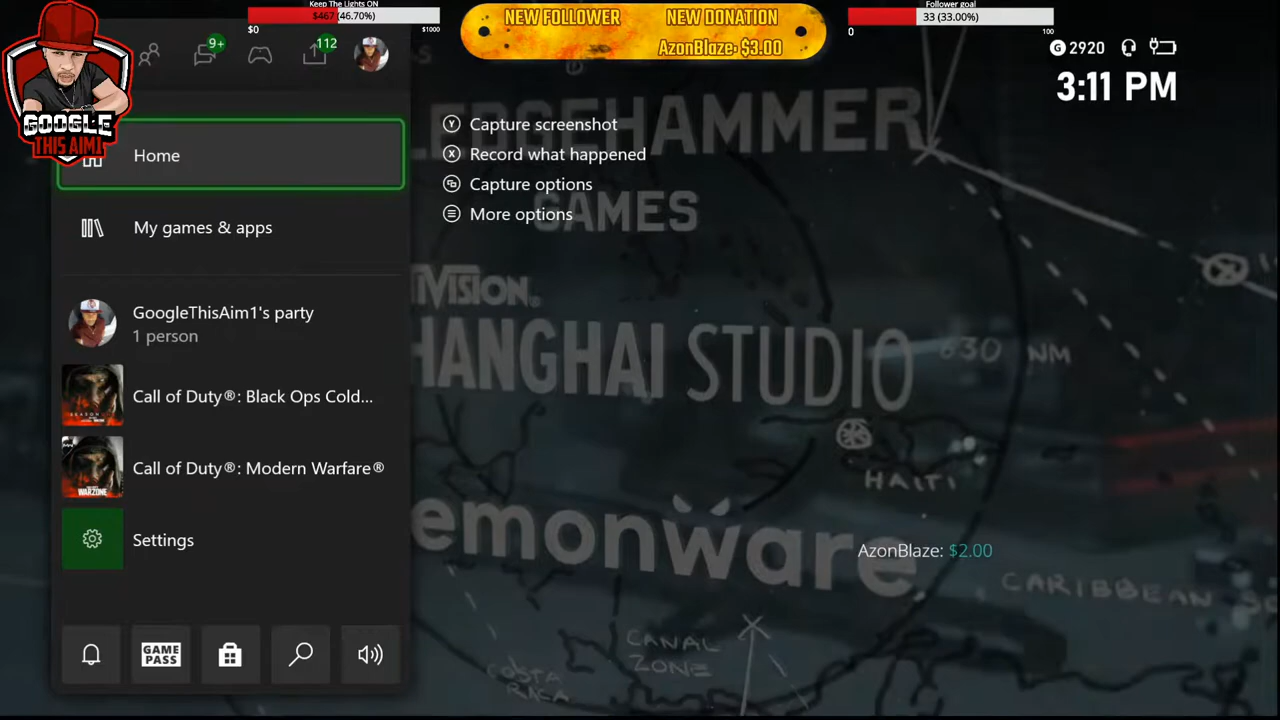 Keep The Lights ON
$467 (46.70%)
$0
$1000
NEW FOLLOWER
NEW DONATION
AzonBlaze: $3.00
Follower goal
33 (33.00%)
0
100
9+
112
G 2920
3:11 PM
GOOGLE
THIS AIM1
Home
My games & apps
GoogleThisAim1's party
1 person
Call of Duty®: Black Ops Cold...
Call of Duty®: Modern Warfare®
WARZONE
Settings
GAME
PASS
Y Capture screenshot
X Record what happened
Capture options
More options
LEDGEHAMMER
GAMES
IVISION.
HANGHAI STUDIO
630 NM
HAITI
emonware
AzonBlaze: $2.00
CARIBBEAN
CANAL
ZONE
COSTA
RICA